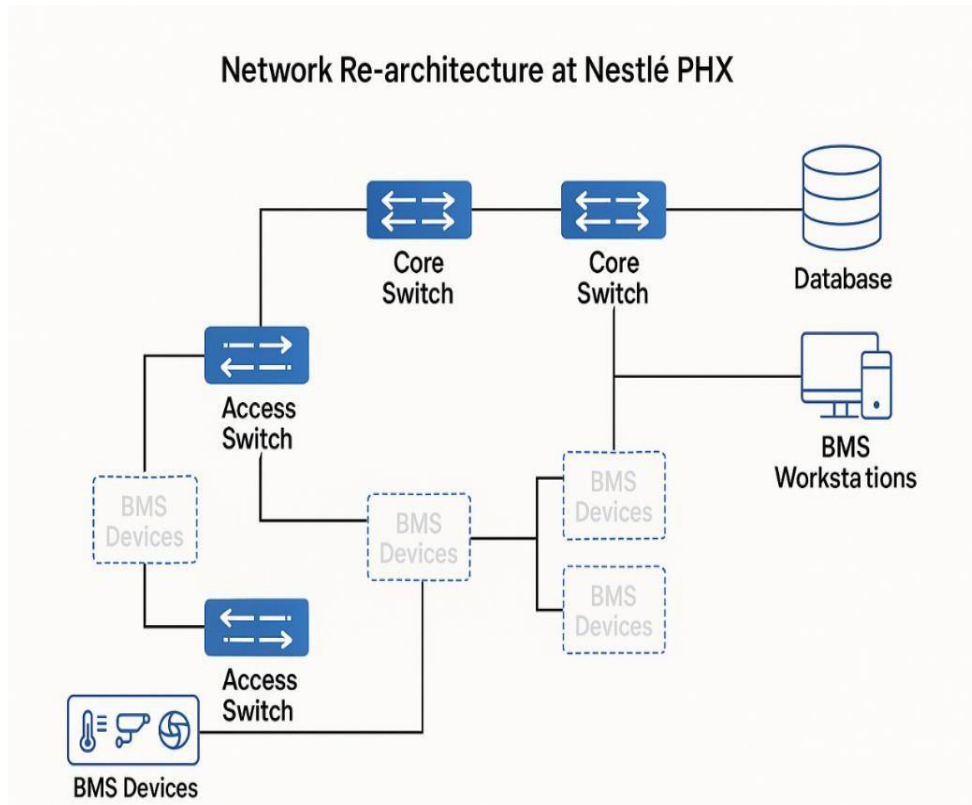 Network Re-architecture at Nestlé PHX
Core
Switch
Core
Switch
Database
Access
Switch
BMS
Workstations
BMS
Devices
BMS
Devices
BMS
Devices
BMS
Devices
Access
Switch
BMS Devices